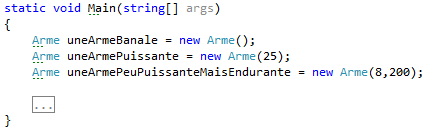 static void Main(string[] args)
{
Arme uneArmeBanale = new Arme();
Arme uneArmePuissante = new Arme(25);
Arme uneArmePeuPuissanteMaisEndurante = new Arme(8,200);
...
}